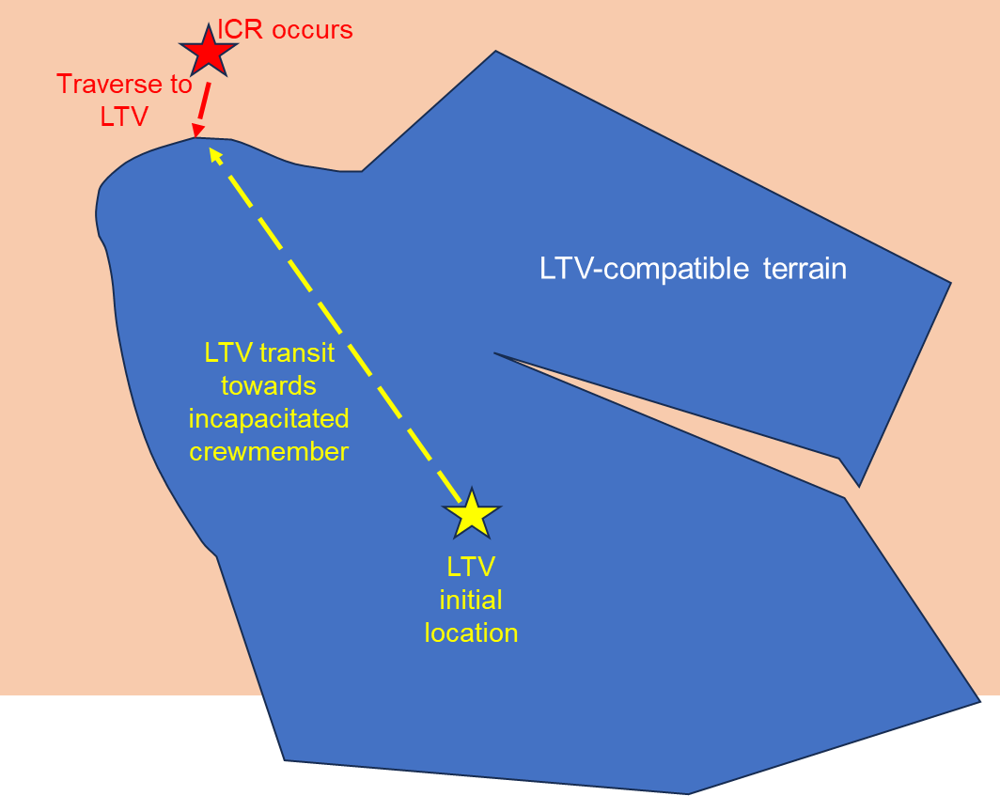 ICR occurs
Traverse to
LTV
LTV-compatible terrain
LTV transit
towards
incapacitated
crewmember
LTV
initial
location